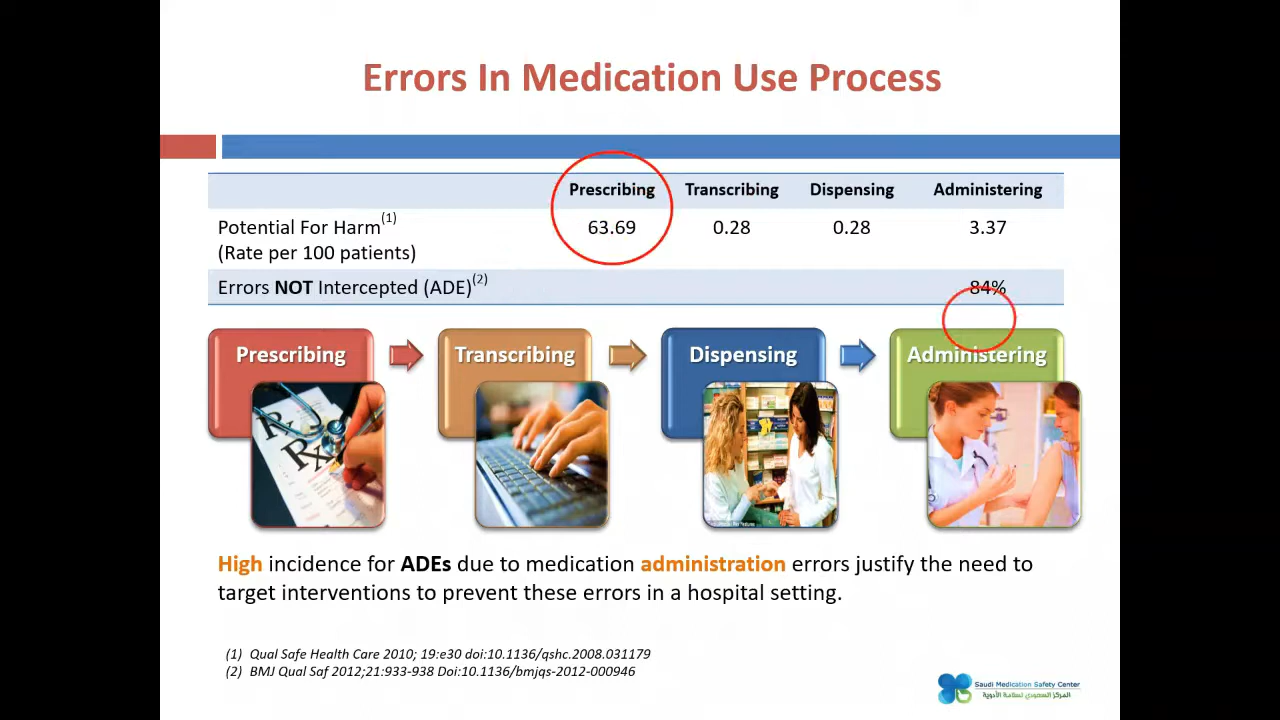 Errors In Medication Use Process
Prescribing Transcribing Dispensing Administering
Potential For Harm(1) 63.69 0.28 0.28 3.37
(Rate per 100 patients)
Errors NOT Intercepted (ADE)(2) 84%
Prescribing Transcribing Dispensing Administering
Rx
High incidence for ADEs due to medication administration errors justify the need to
target interventions to prevent these errors in a hospital setting.
(1) Qual Safe Health Care 2010; 19:e30 doi:10.1136/qshc.2008.031179
(2) BMJ Qual Saf 2012;21:933-938 Doi:10.1136/bmjqs-2012-000946
Saudi Medication Safety Center
المركز السعودي لسلامة الأدوية